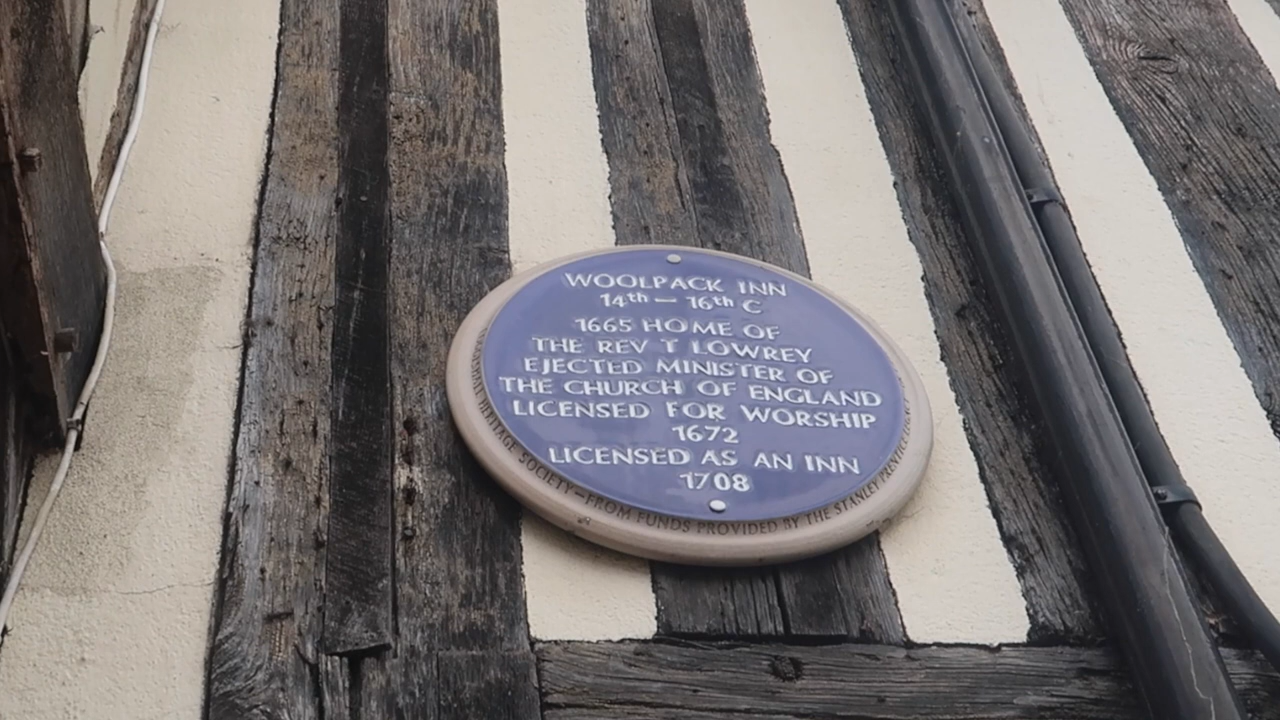 WOOLPACK INN
14th – 16th C
1665 HOME OF
THE REV T LOWREY
EJECTED MINISTER OF
THE CHURCH OF ENGLAND
LICENSED FOR WORSHIP
1672
LICENSED AS AN INN
1708
HERITAGE SOCIETY – FROM FUNDS PROVIDED BY THE STANLEY PRENTICE